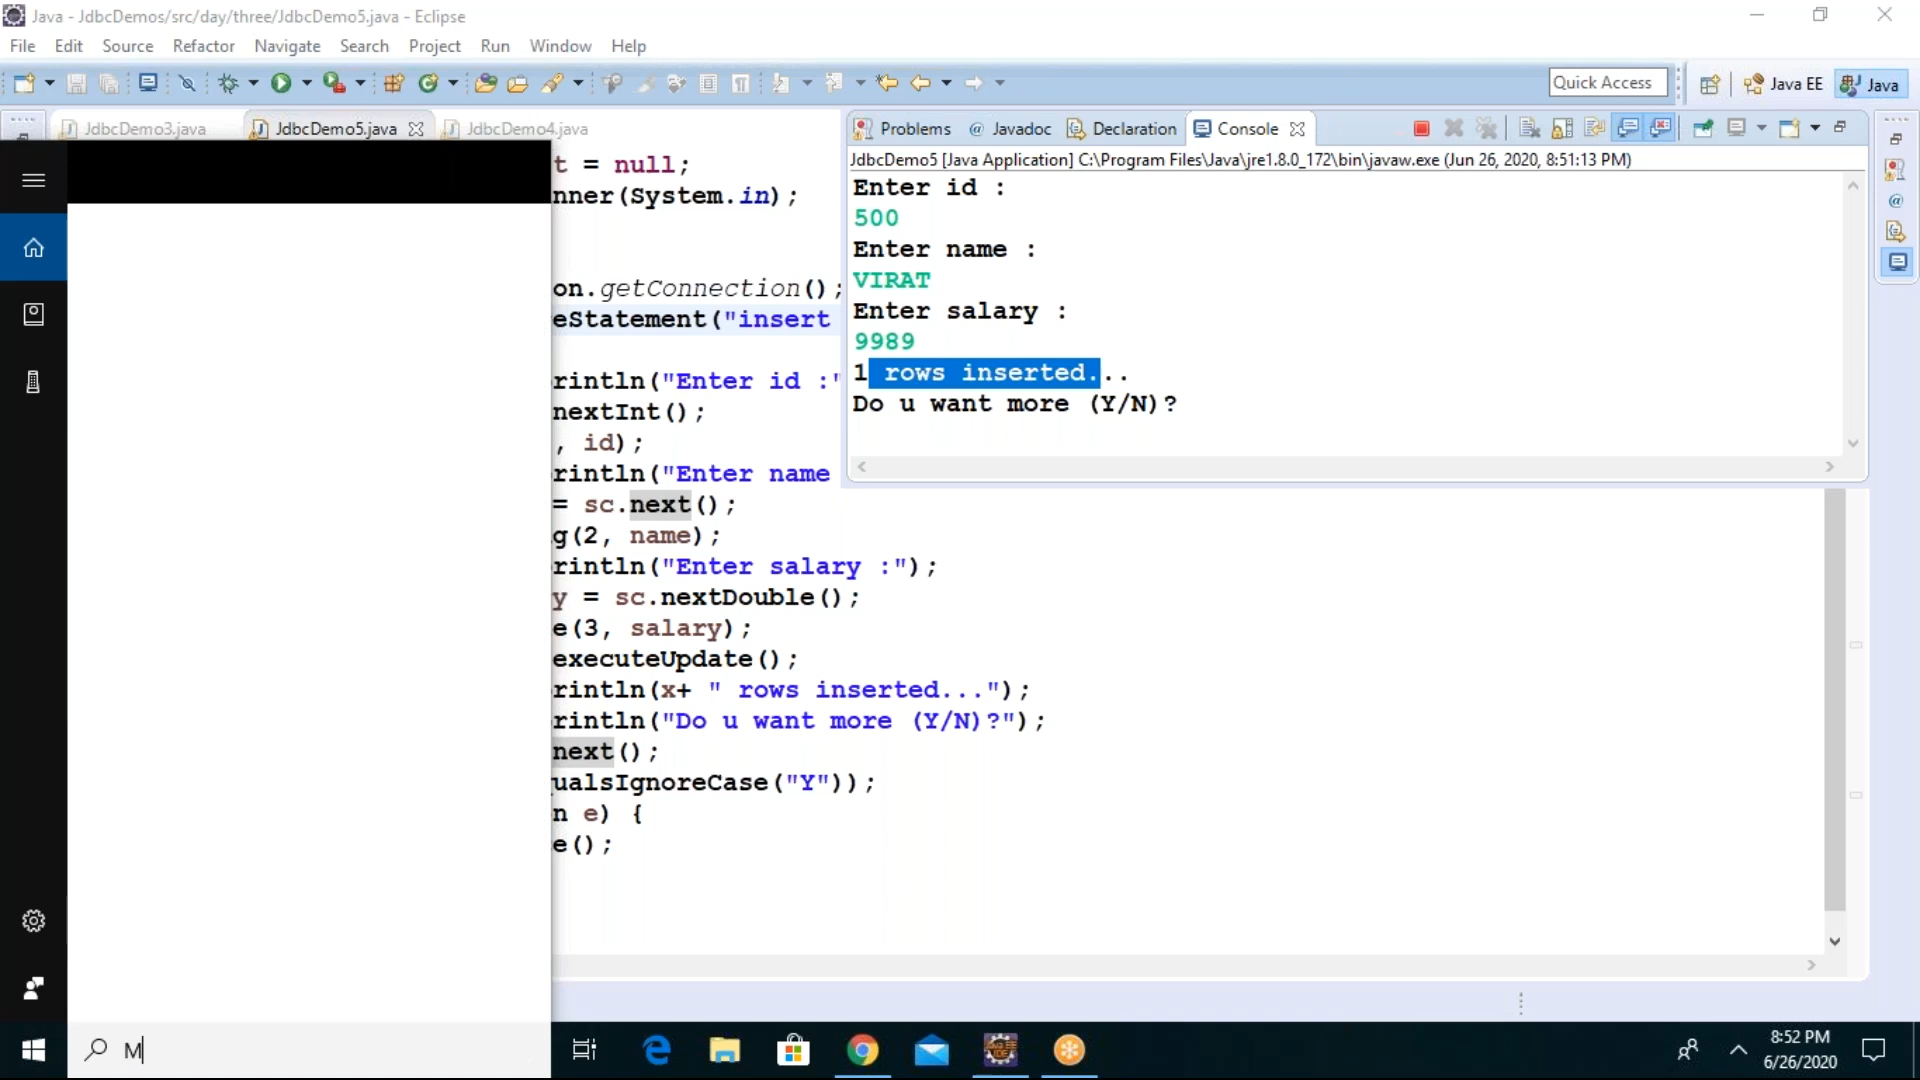 Java - JdbcDemos/src/day/three/JdbcDemo5.java - Eclipse
File Edit Source Refactor Navigate Search Project Run Window Help
Quick Access
Java EE
Java
JdbcDemo3.java
JdbcDemo5.java
JdbcDemo4.java
t = null;
nner(System.in);
on.getConnection();
eStatement("insert
rintln("Enter id :"
nextInt();
, id);
rintln("Enter name
= sc.next();
g(2, name);
rintln("Enter salary :");
y = sc.nextDouble();
e(3, salary);
executeUpdate();
rintln(x+ " rows inserted...");
rintln("Do u want more (Y/N)?");
next();
ualsIgnoreCase("Y"));
n e) {
e();
Problems
@ Javadoc
Declaration
Console
JdbcDemo5 [Java Application] C:\Program Files\Java\jre1.8.0_172\bin\javaw.exe (Jun 26, 2020, 8:51:13 PM)
Enter id :
500
Enter name :
VIRAT
Enter salary :
9989
1 rows inserted...
Do u want more (Y/N)?
M
8:52 PM
6/26/2020